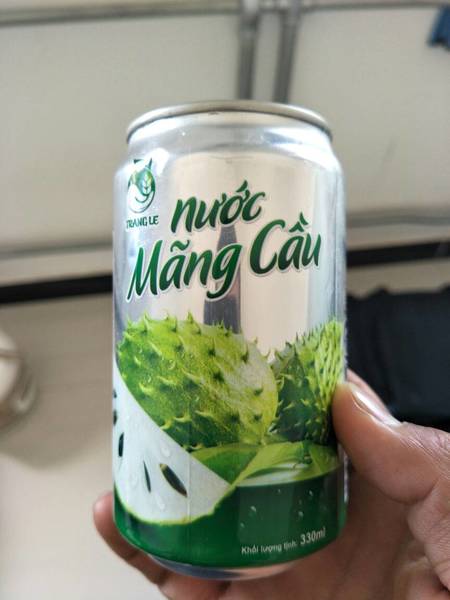 TRANG LE
nước
Mãng Cầu
Khối lượng tịnh: 330ml